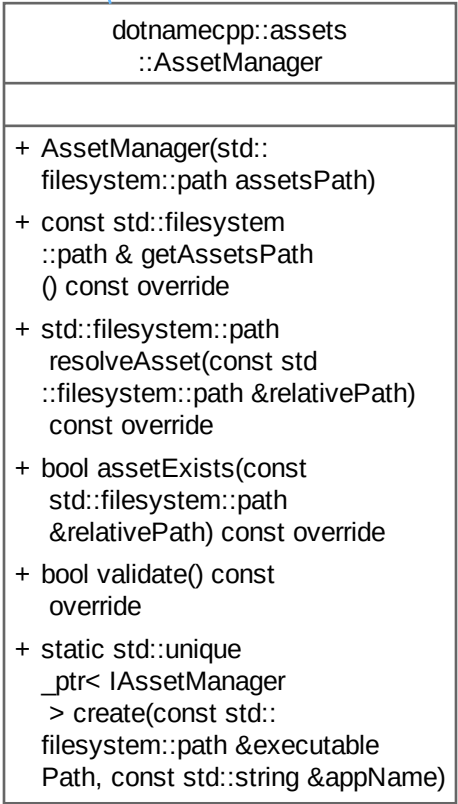 dotnamecpp::assets
::AssetManager
+ AssetManager(std::
filesystem::path assetsPath)
+ const std::filesystem
::path & getAssetsPath
() const override
+ std::filesystem::path
resolveAsset(const std
::filesystem::path &relativePath)
const override
+ bool assetExists(const
std::filesystem::path
&relativePath) const override
+ bool validate() const
override
+ static std::unique
_ptr< IAssetManager
> create(const std::
filesystem::path &executable
Path, const std::string &appName)